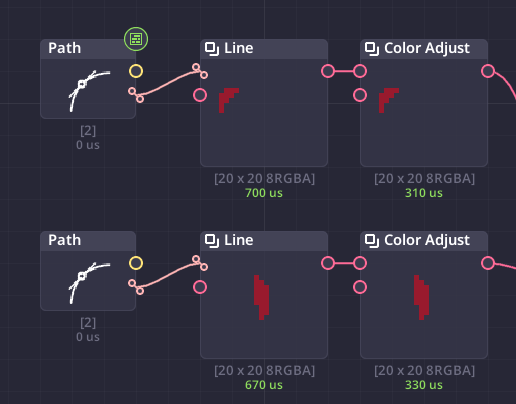 Path
Line
Color Adjust
[2]
0 us
[20 x 20 8RGBA]
700 us
[20 x 20 8RGBA]
310 us
Path
Line
Color Adjust
[2]
0 us
[20 x 20 8RGBA]
670 us
[20 x 20 8RGBA]
330 us